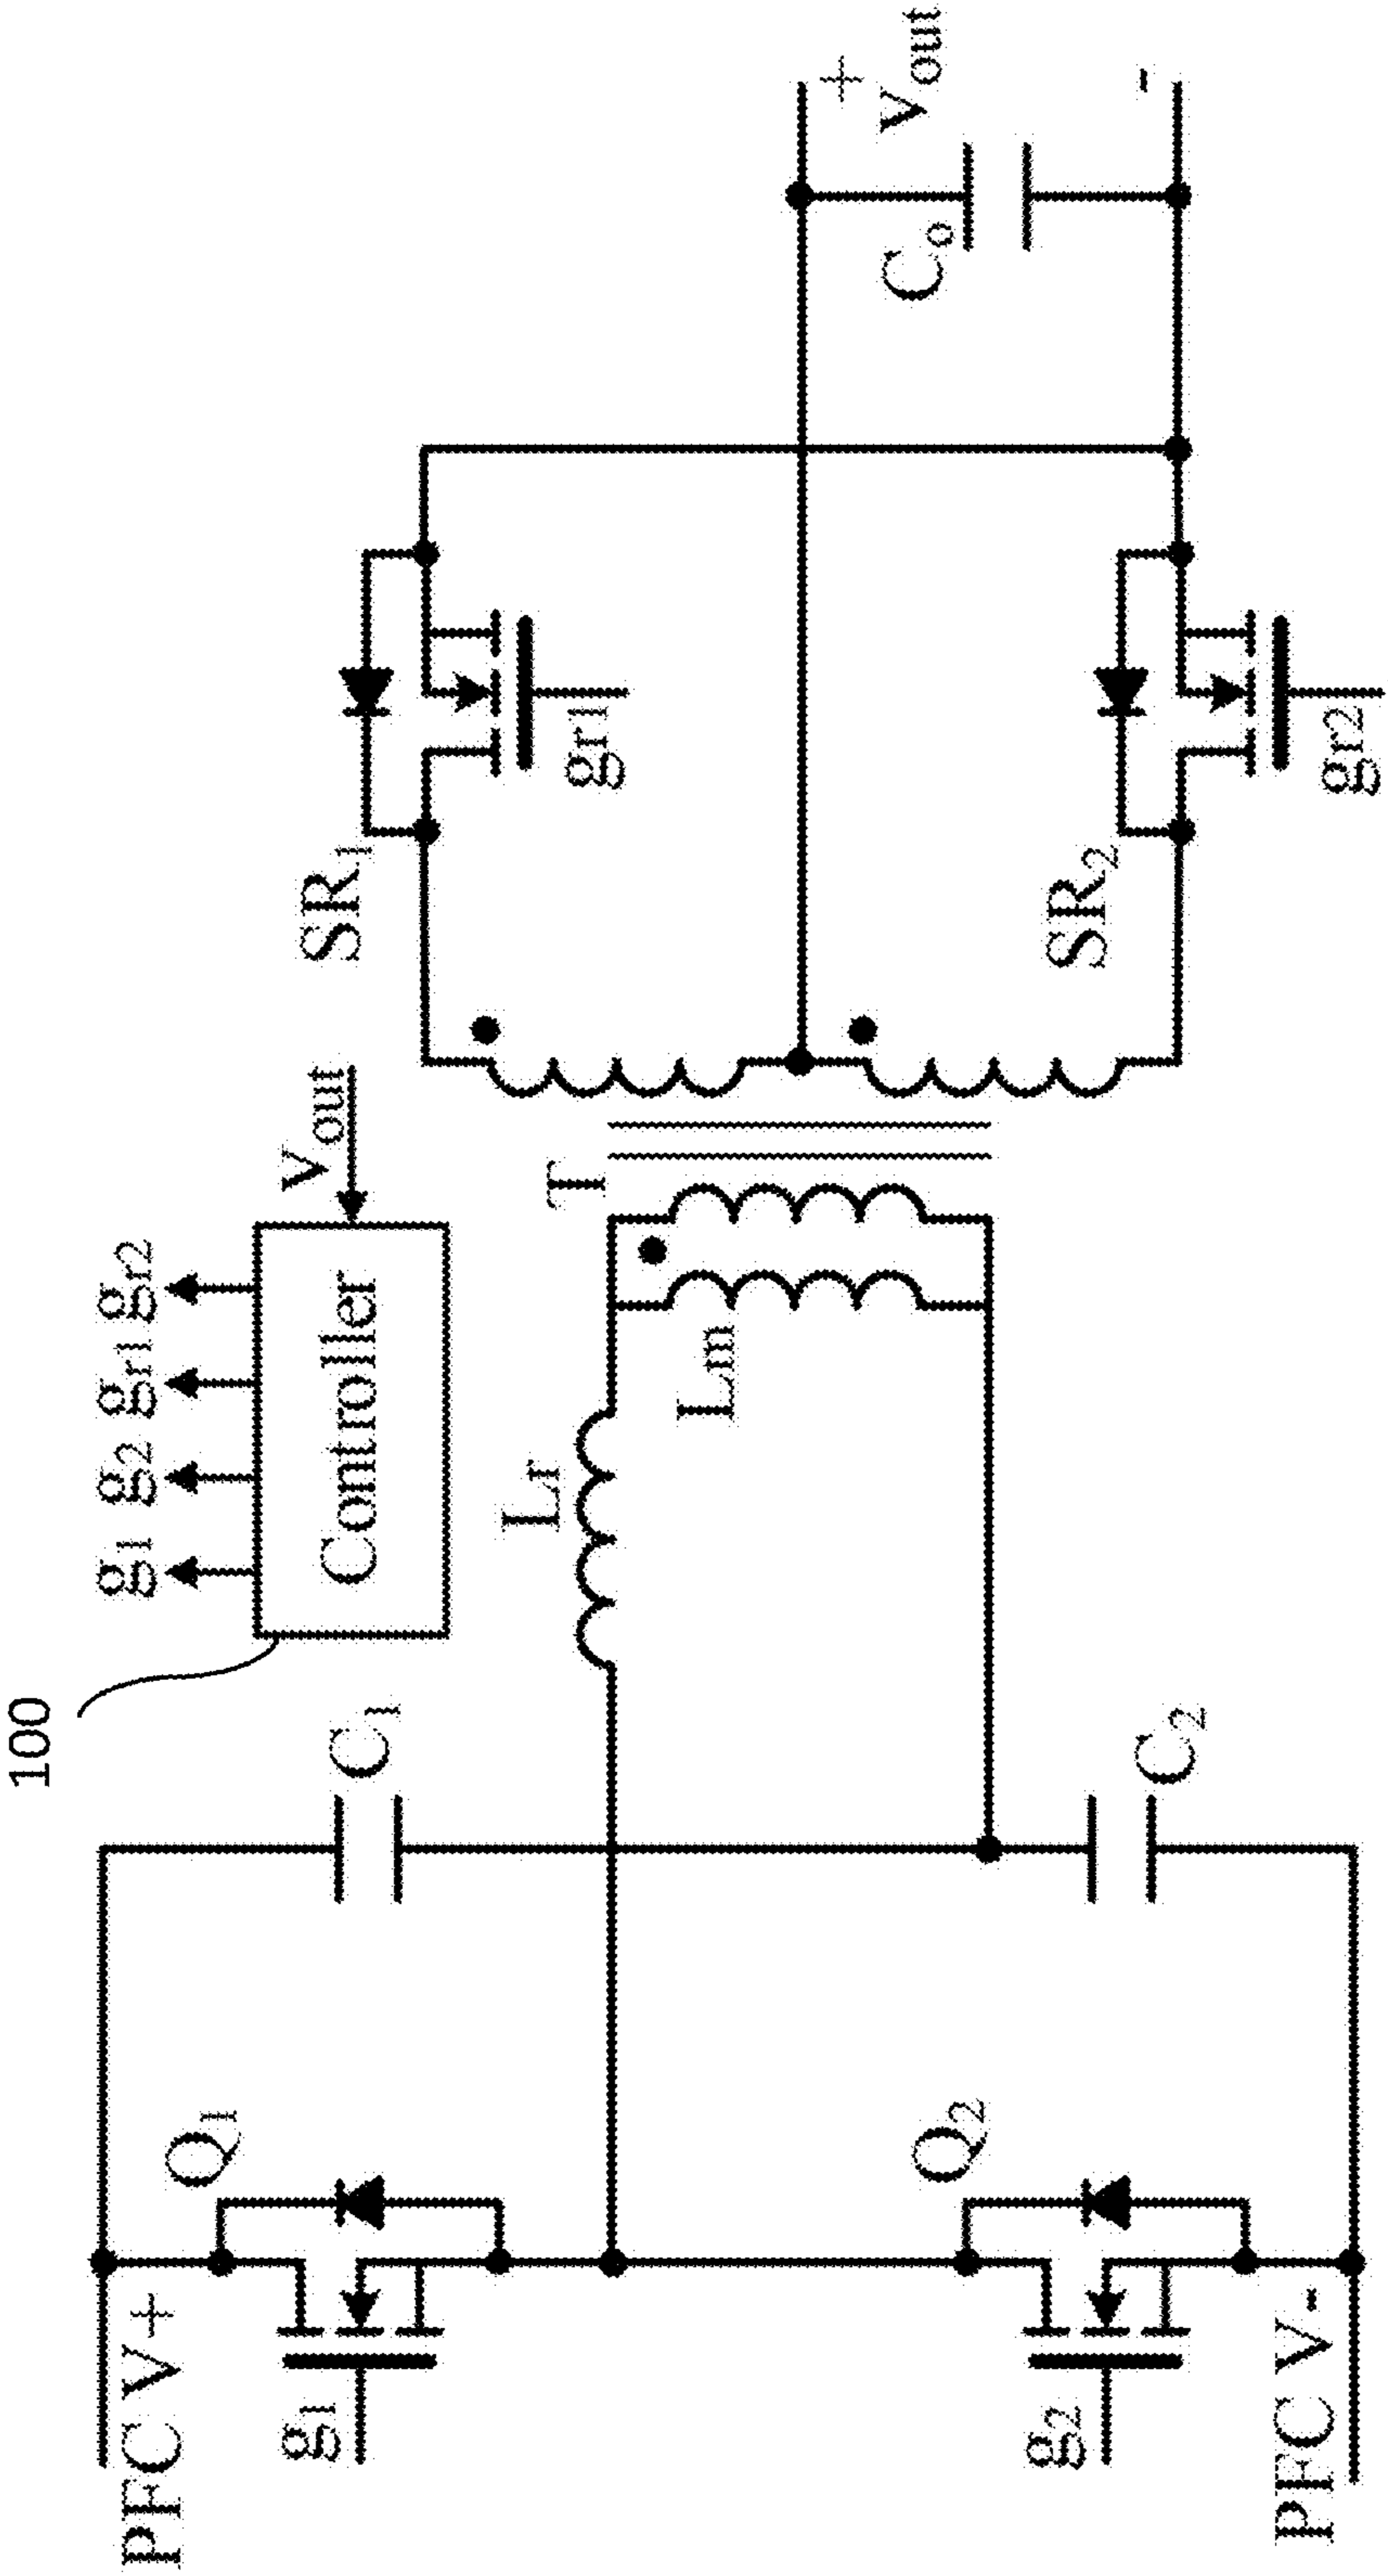 100
g1 g2 gr1 gr2
Controller
Vout
PFC V+
Q1
g1
C1
Lr
Lm
T
SR1
gr1
+
Vout
-
Co
Q2
g2
C2
SR2
gr2
PFC V-